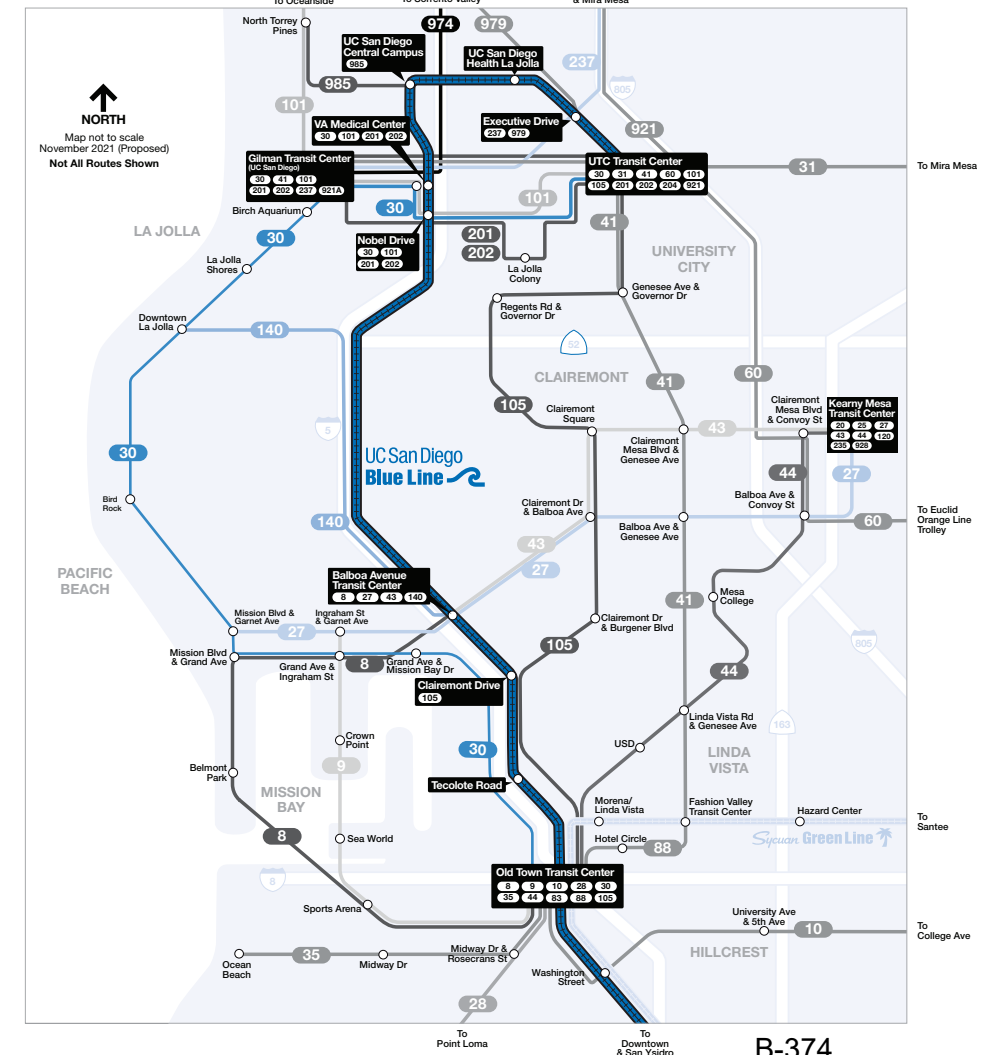 To Oceanside
To Sorrento Valley
& Mira Mesa
North Torrey
Pines
974
979
UC San Diego
Central Campus
985
UC San Diego
Health La Jolla
237
805
985
101
NORTH
Map not to scale
November 2021 (Proposed)
Not All Routes Shown
VA Medical Center
30 101 201 202
Executive Drive
237 979
921
Gilman Transit Center
(UC San Diego)
30 41 101
201 202 237 921A
UTC Transit Center
30 31 41 60 101
105 201 202 204 921
31
To Mira Mesa
101
Birch Aquarium
30
41
LA JOLLA
30
Nobel Drive
30 101
201 202
201
202
La Jolla
Colony
UNIVERSITY
CITY
La Jolla
Shores
Genesee Ave &
Governor Dr
Regents Rd &
Governor Dr
Downtown
La Jolla
140
52
CLAIREMONT
41
60
105
Clairemont
Square
Clairemont
Mesa Blvd
& Convoy St
Kearny Mesa
Transit Center
20 25 27
43 44 120
235 928
5
43
Clairemont
Mesa Blvd &
Genesee Ave
30
UC San Diego
Blue Line
44
27
Bird
Rock
Clairemont Dr
& Balboa Ave
Balboa Ave &
Convoy St
140
Balboa Ave &
Genesee Ave
60
To Euclid
Orange Line
Trolley
43
27
PACIFIC
BEACH
Balboa Avenue
Transit Center
8 27 43 140
41
Mesa
College
Mission Blvd &
Garnet Ave
Ingraham St
& Garnet Ave
27
Clairemont Dr
& Burgener Blvd
805
Mission Blvd
& Grand Ave
Grand Ave &
Ingraham St
8
Grand Ave &
Mission Bay Dr
105
44
Clairemont Drive
105
Linda Vista Rd
& Genesee Ave
163
Crown
Point
30
USD
LINDA
VISTA
Belmont
Park
9
MISSION
BAY
Tecolote Road
Morena/
Linda Vista
Fashion Valley
Transit Center
Hazard Center
To
Santee
8
Sea World
Hotel Circle
88
Sycuan Green Line
8
Old Town Transit Center
8 9 10 28 30
35 44 83 88 105
Sports Arena
University Ave
& 5th Ave
10
To
College Ave
Ocean
Beach
35
Midway Dr
Midway Dr &
Rosecrans St
HILLCREST
Washington
Street
28
To
Point Loma
To
Downtown
& San Ysidro
B-374